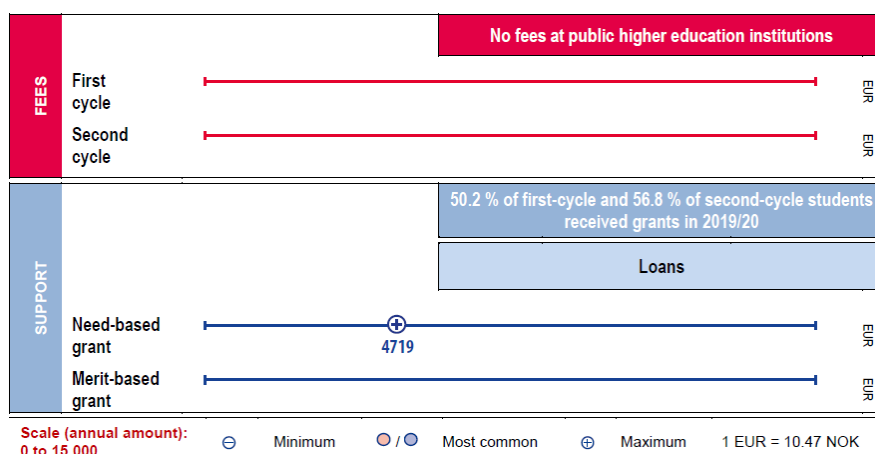 No fees at public higher education institutions
FEES
First
cycle
EUR
Second
cycle
EUR
50.2 % of first-cycle and 56.8 % of second-cycle students
received grants in 2019/20
Loans
SUPPORT
Need-based
grant
4719
EUR
Merit-based
grant
EUR
Scale (annual amount):
0 to 15 000
Minimum
/
Most common
Maximum
1 EUR = 10.47 NOK